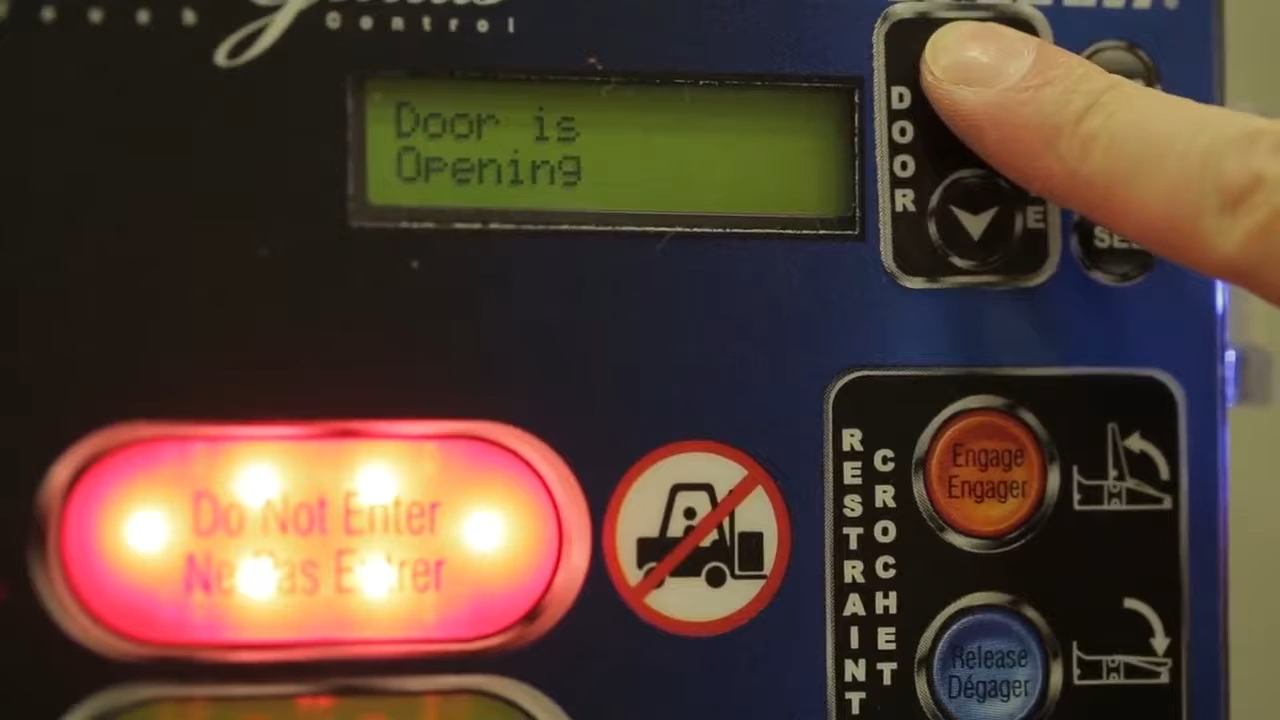 Control
Door is
Opening
DOOR
Do Not Enter
Ne Pas Entrer
RESTRAINT
CROCHET
Engage
Engager
Release
Dégager